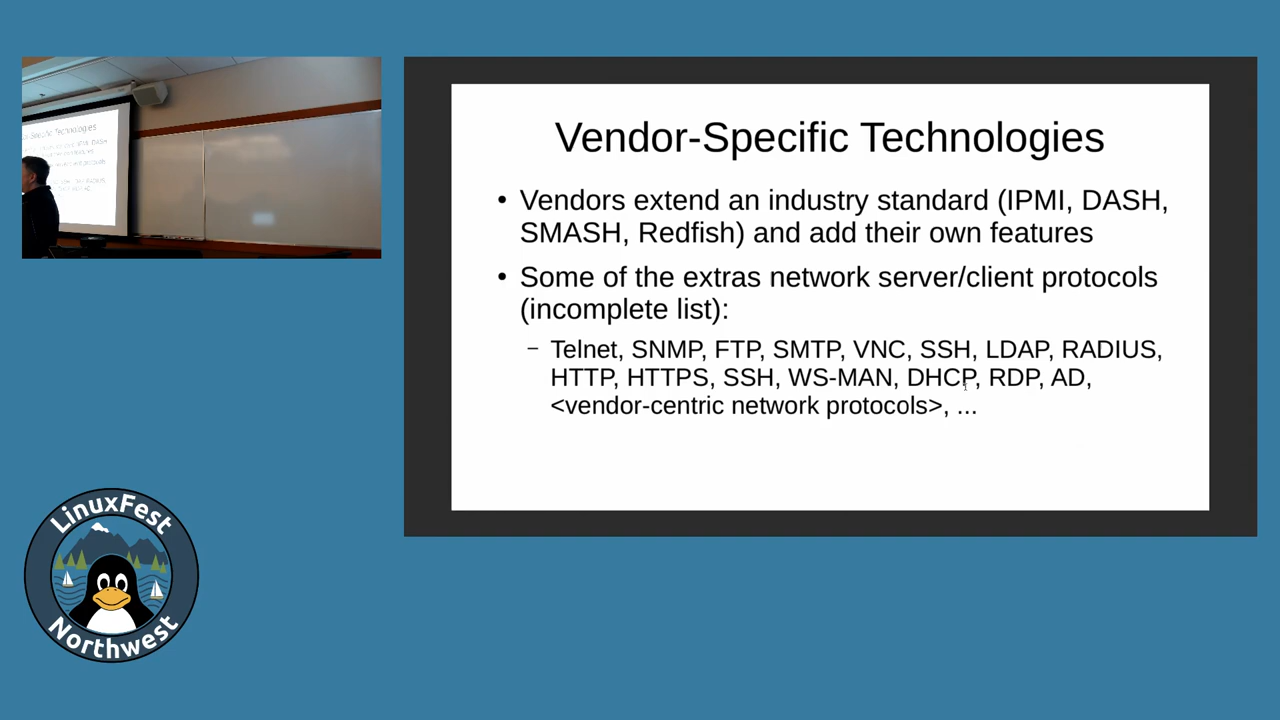 Vendor-Specific Technologies
• Vendors extend an industry standard (IPMI, DASH,
SMASH, Redfish) and add their own features
• Some of the extras network server/client protocols
(incomplete list):
– Telnet, SNMP, FTP, SMTP, VNC, SSH, LDAP, RADIUS,
HTTP, HTTPS, SSH, WS-MAN, DHCP, RDP, AD,
<vendor-centric network protocols>, ...
LinuxFest
Northwest